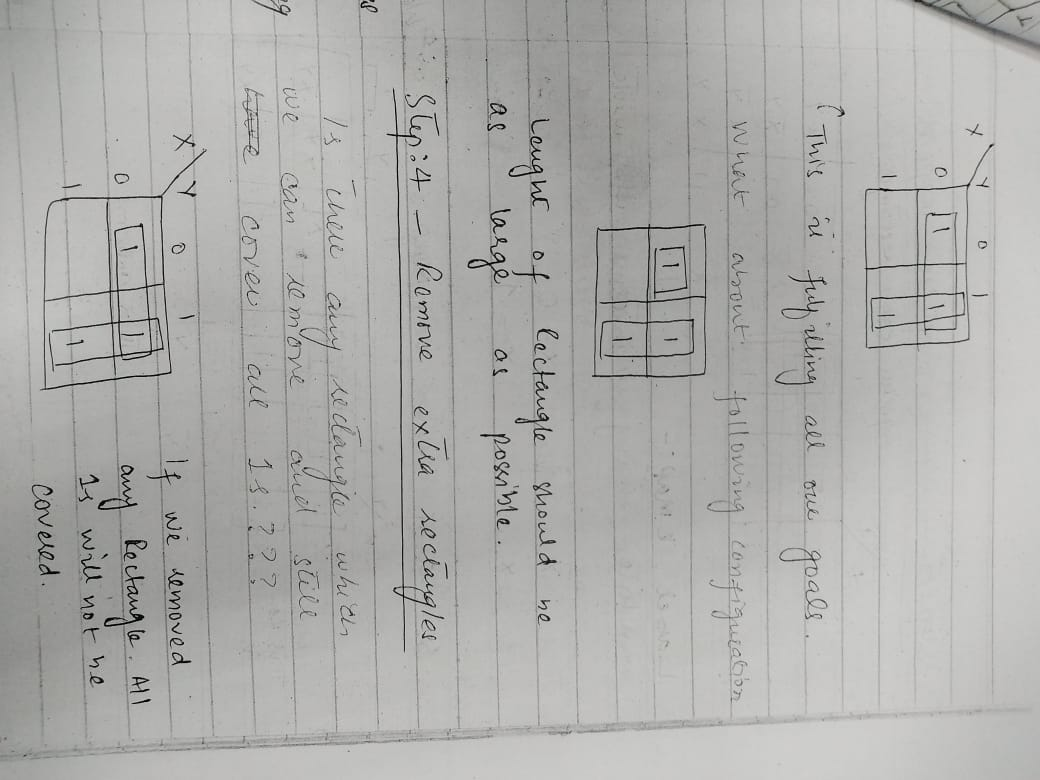 X Y 0 1
0 1 1
1 1
↑ This is fulfilling all our goals.
What about following configuration
1 1
1
Lenght of Rectangle should be
as large as possible.
Step:4 - Remove extra rectangles
Is there any rectangle which
we can remove and still
cover all 1s.???
X Y 0 1
0 1 1
1 1
If we removed
any Rectangle. All
1s will not be
covered.